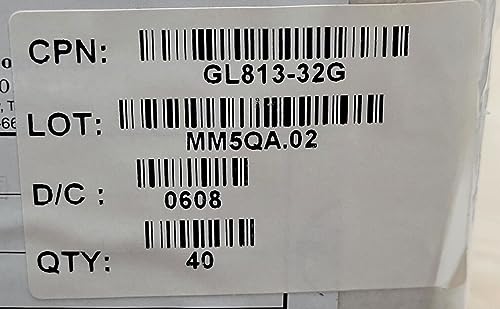 CPN:
GL813-32G
LOT:
MM5QA.02
D/C :
0608
QTY:
40